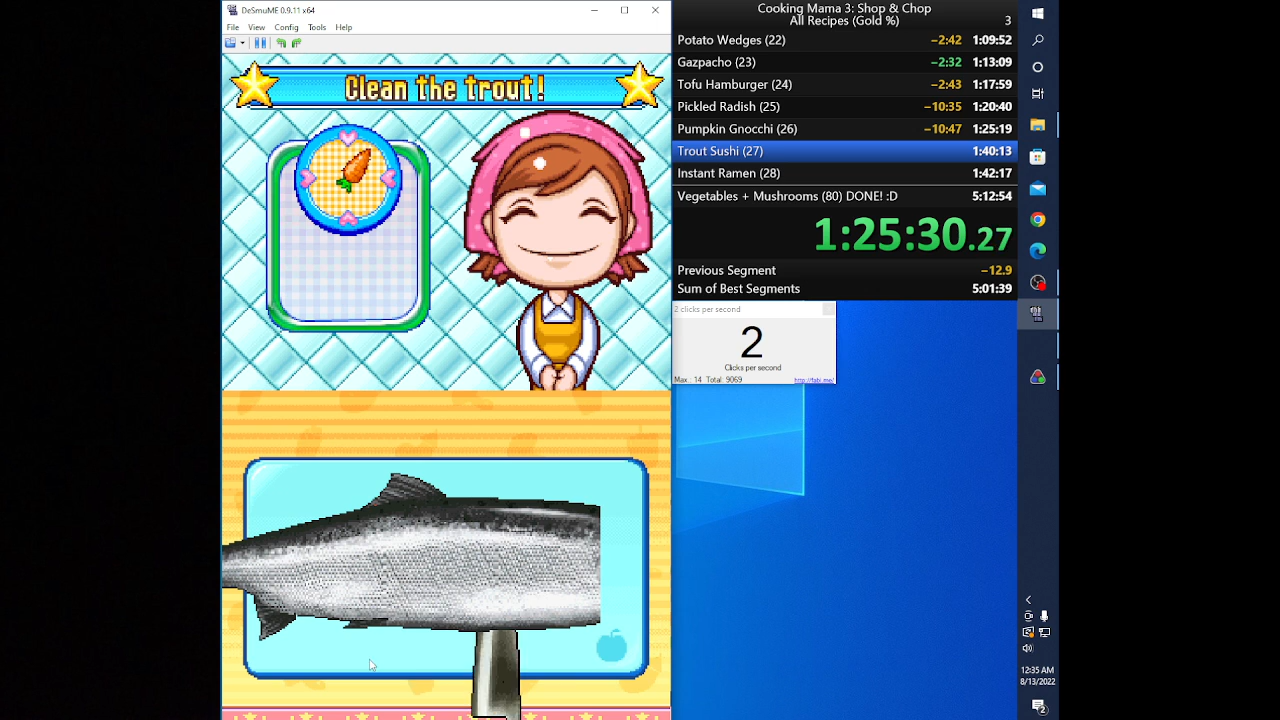 DeSmuME 0.9.11 x64
File View Config Tools Help
Clean the trout!
Cooking Mama 3: Shop & Chop
All Recipes (Gold %) 3
Potato Wedges (22) −2:42 1:09:52
Gazpacho (23) −2:32 1:13:09
Tofu Hamburger (24) −2:43 1:17:59
Pickled Radish (25) −10:35 1:20:40
Pumpkin Gnocchi (26) −10:47 1:25:19
Trout Sushi (27) 1:40:13
Instant Ramen (28) 1:42:17
Vegetables + Mushrooms (80) DONE! :D 5:12:54
1:25:30.27
Previous Segment −12.9
Sum of Best Segments 5:01:39
2 clicks per second
2
Clicks per second
Max.: 14 Total: 9069 http://fabi.me/
12:35 AM
8/13/2022
2